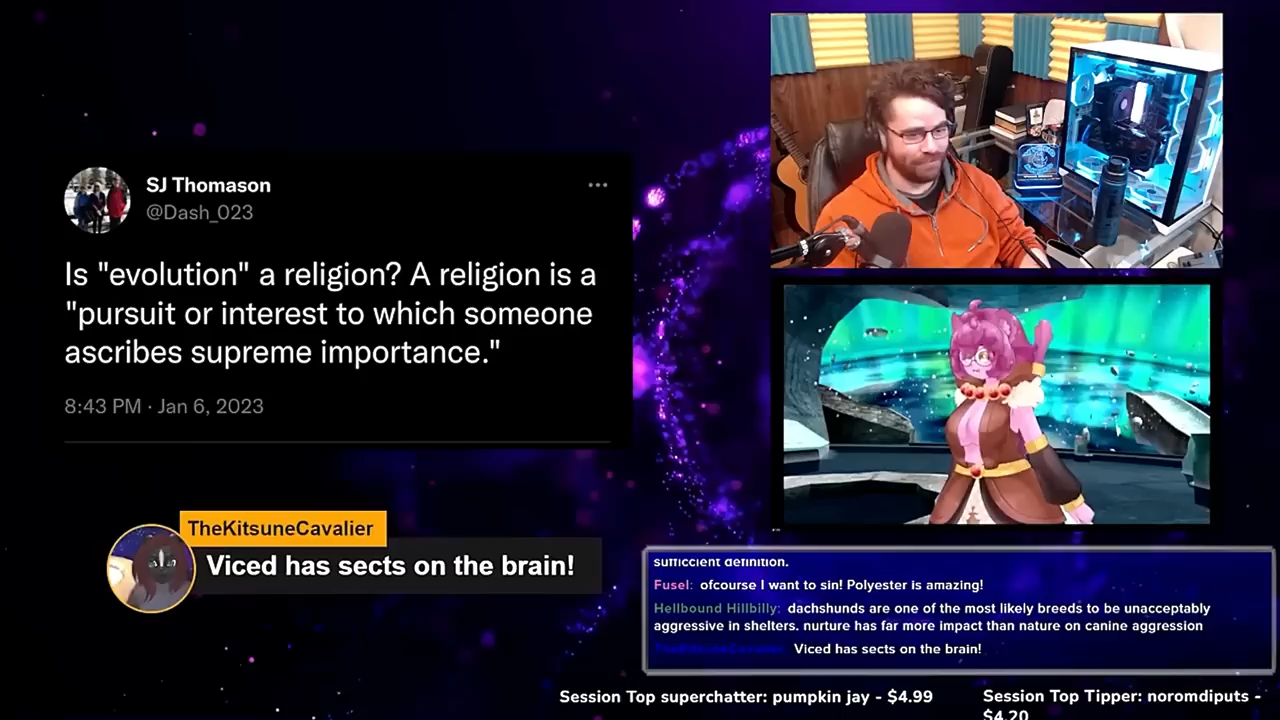 SJ Thomason
@Dash_023
Is "evolution" a religion? A religion is a
"pursuit or interest to which someone
ascribes supreme importance."
8:43 PM · Jan 6, 2023
TheKitsuneCavalier
Viced has sects on the brain!
sufficcient definition.
Fusel: ofcourse I want to sin! Polyester is amazing!
Hellbound Hillbilly: dachshunds are one of the most likely breeds to be unacceptably
aggressive in shelters. nurture has far more impact than nature on canine aggression
TheKitsuneCavalier: Viced has sects on the brain!
Session Top superchatter: pumpkin jay - $4.99
Session Top Tipper: noromdiputs -
$4.20